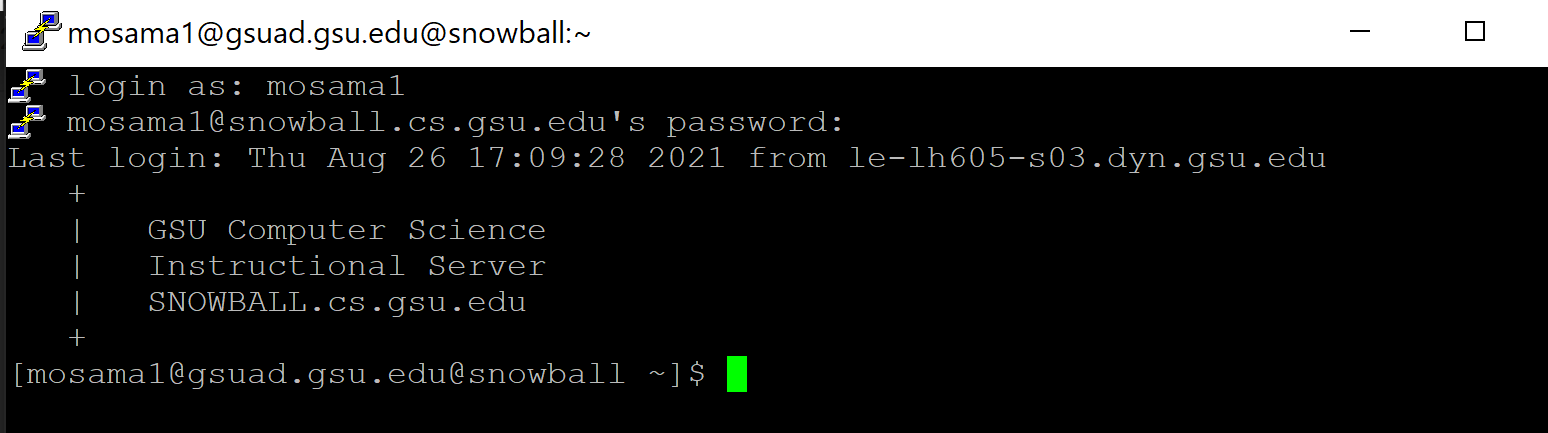 mosama1@gsuad.gsu.edu@snowball:~
login as: mosama1
mosama1@snowball.cs.gsu.edu's password:
Last login: Thu Aug 26 17:09:28 2021 from le-lh605-s03.dyn.gsu.edu
+
|   GSU Computer Science
|   Instructional Server
|   SNOWBALL.cs.gsu.edu
+
[mosama1@gsuad.gsu.edu@snowball ~]$